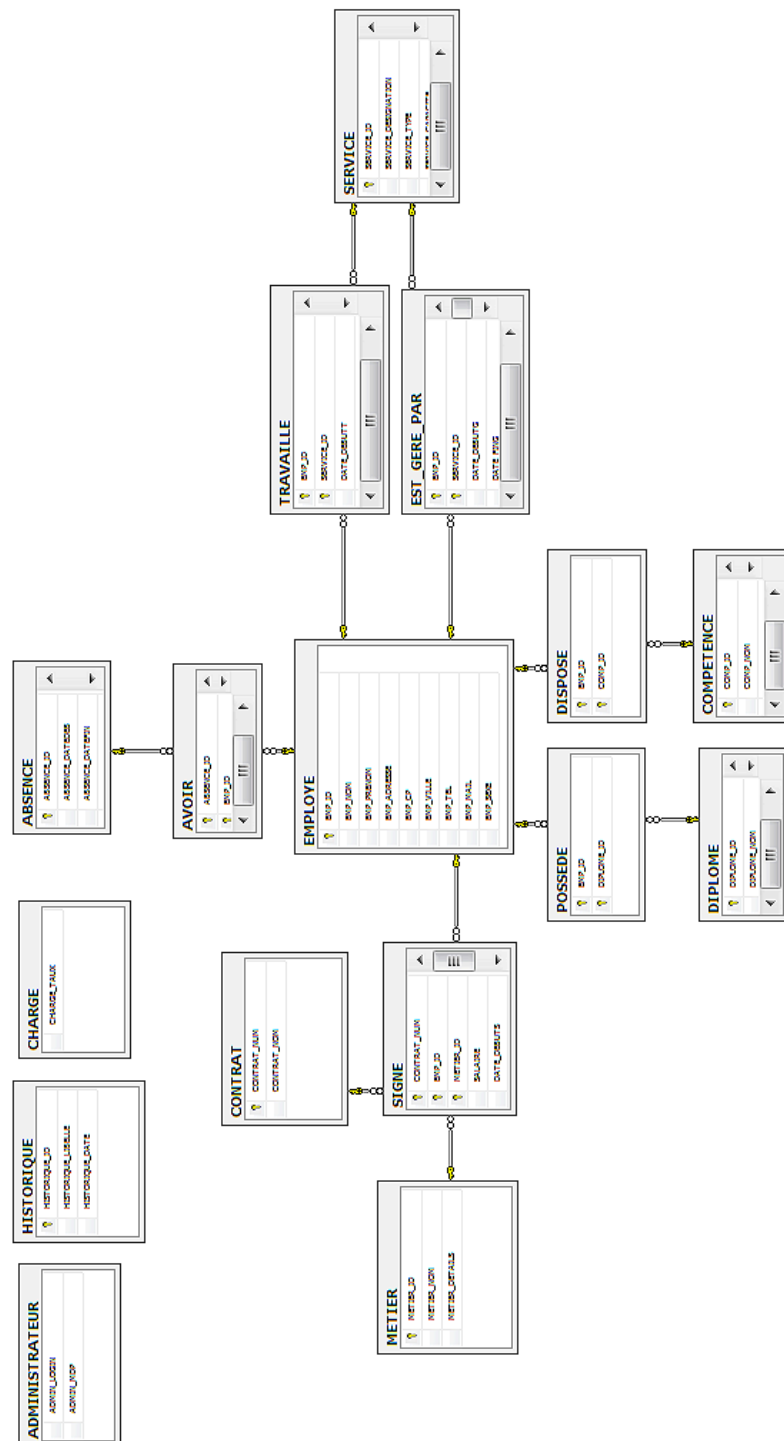 ADMINISTRATEUR
ADMIN_LOGIN
ADMIN_MDP
HISTORIQUE
HISTORIQUE_ID
HISTORIQUE_LIBELLE
HISTORIQUE_DATE
CHARGE
CHARGE_TAUX
ABSENCE
ABSENCE_ID
ABSENCE_DATEDEB
ABSENCE_DATEFIN
AVOIR
ABSENCE_ID
EMP_ID
CONTRAT
CONTRAT_NUM
CONTRAT_NOM
TRAVAILLE
EMP_ID
SERVICE_ID
DATE_DEBUTT
SERVICE
SERVICE_ID
SERVICE_DESIGNATION
SERVICE_TYPE
SERVICE_CAPACITE
EMPLOYE
EMP_ID
EMP_NOM
EMP_PRENOM
EMP_ADRESSE
EMP_CP
EMP_VILLE
EMP_TEL
EMP_MAIL
EMP_SEXE
METIER
METIER_ID
METIER_NOM
METIER_DETAILS
SIGNE
CONTRAT_NUM
EMP_ID
METIER_ID
SALAIRE
DATE_DEBUTS
EST_GERE_PAR
EMP_ID
SERVICE_ID
DATE_DEBUTG
DATE_FING
POSSEDE
EMP_ID
DIPLOME_ID
DISPOSE
EMP_ID
COMP_ID
DIPLOME
DIPLOME_ID
DIPLOME_NOM
COMPETENCE
COMP_ID
COMP_NOM